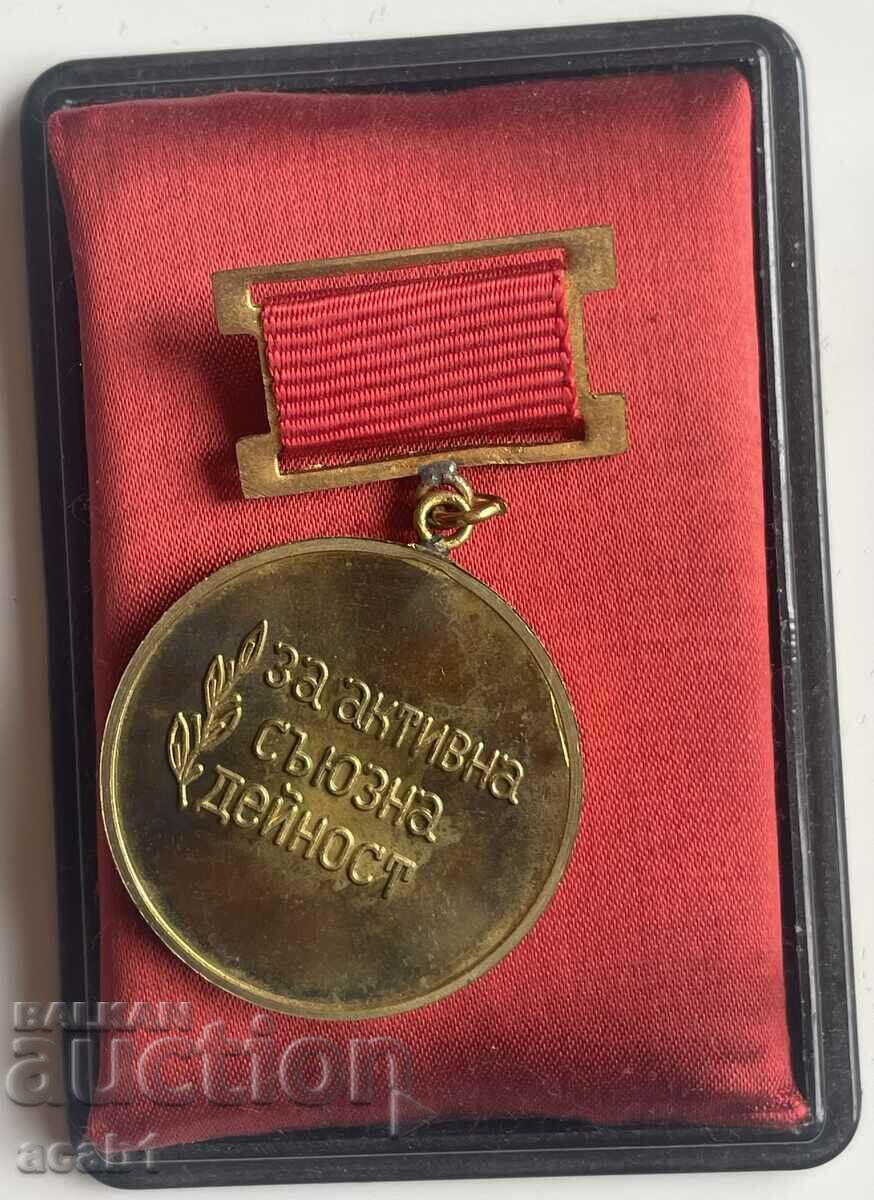 за активна
съюзна
дейност
BALKAN
auction
acab1